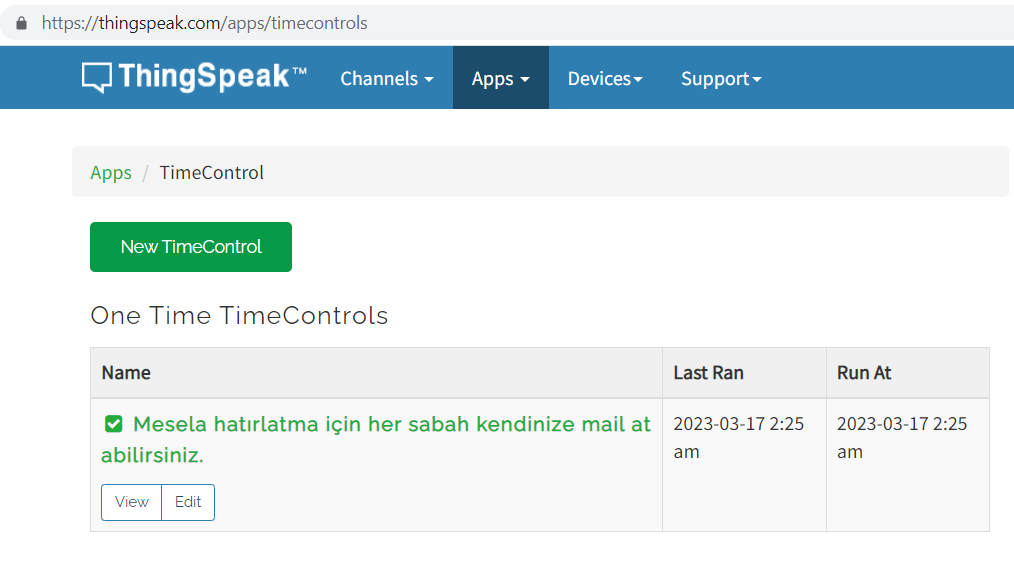 https://thingspeak.com/apps/timecontrols
ThingSpeak™ Channels Apps Devices Support
Apps / TimeControl
New TimeControl
One Time TimeControls
Name Last Ran Run At
Mesela hatırlatma için her sabah kendinize mail at 2023-03-17 2:25 2023-03-17 2:25
abilirsiniz. am am
View Edit